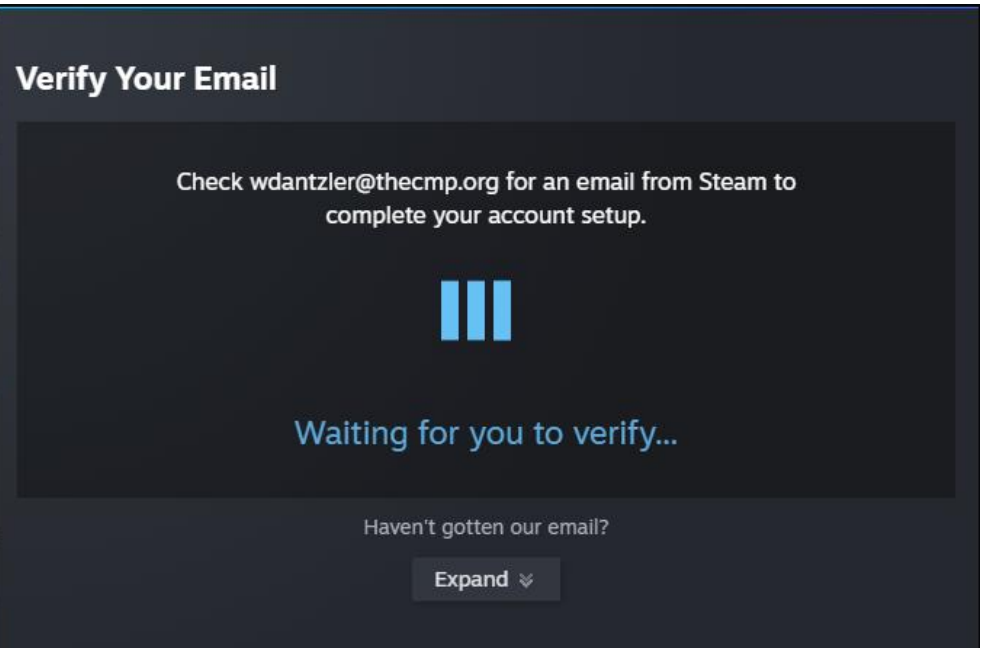 Verify Your Email
Check wdantzler@thecmp.org for an email from Steam to
complete your account setup.
Waiting for you to verify...
Haven't gotten our email?
Expand